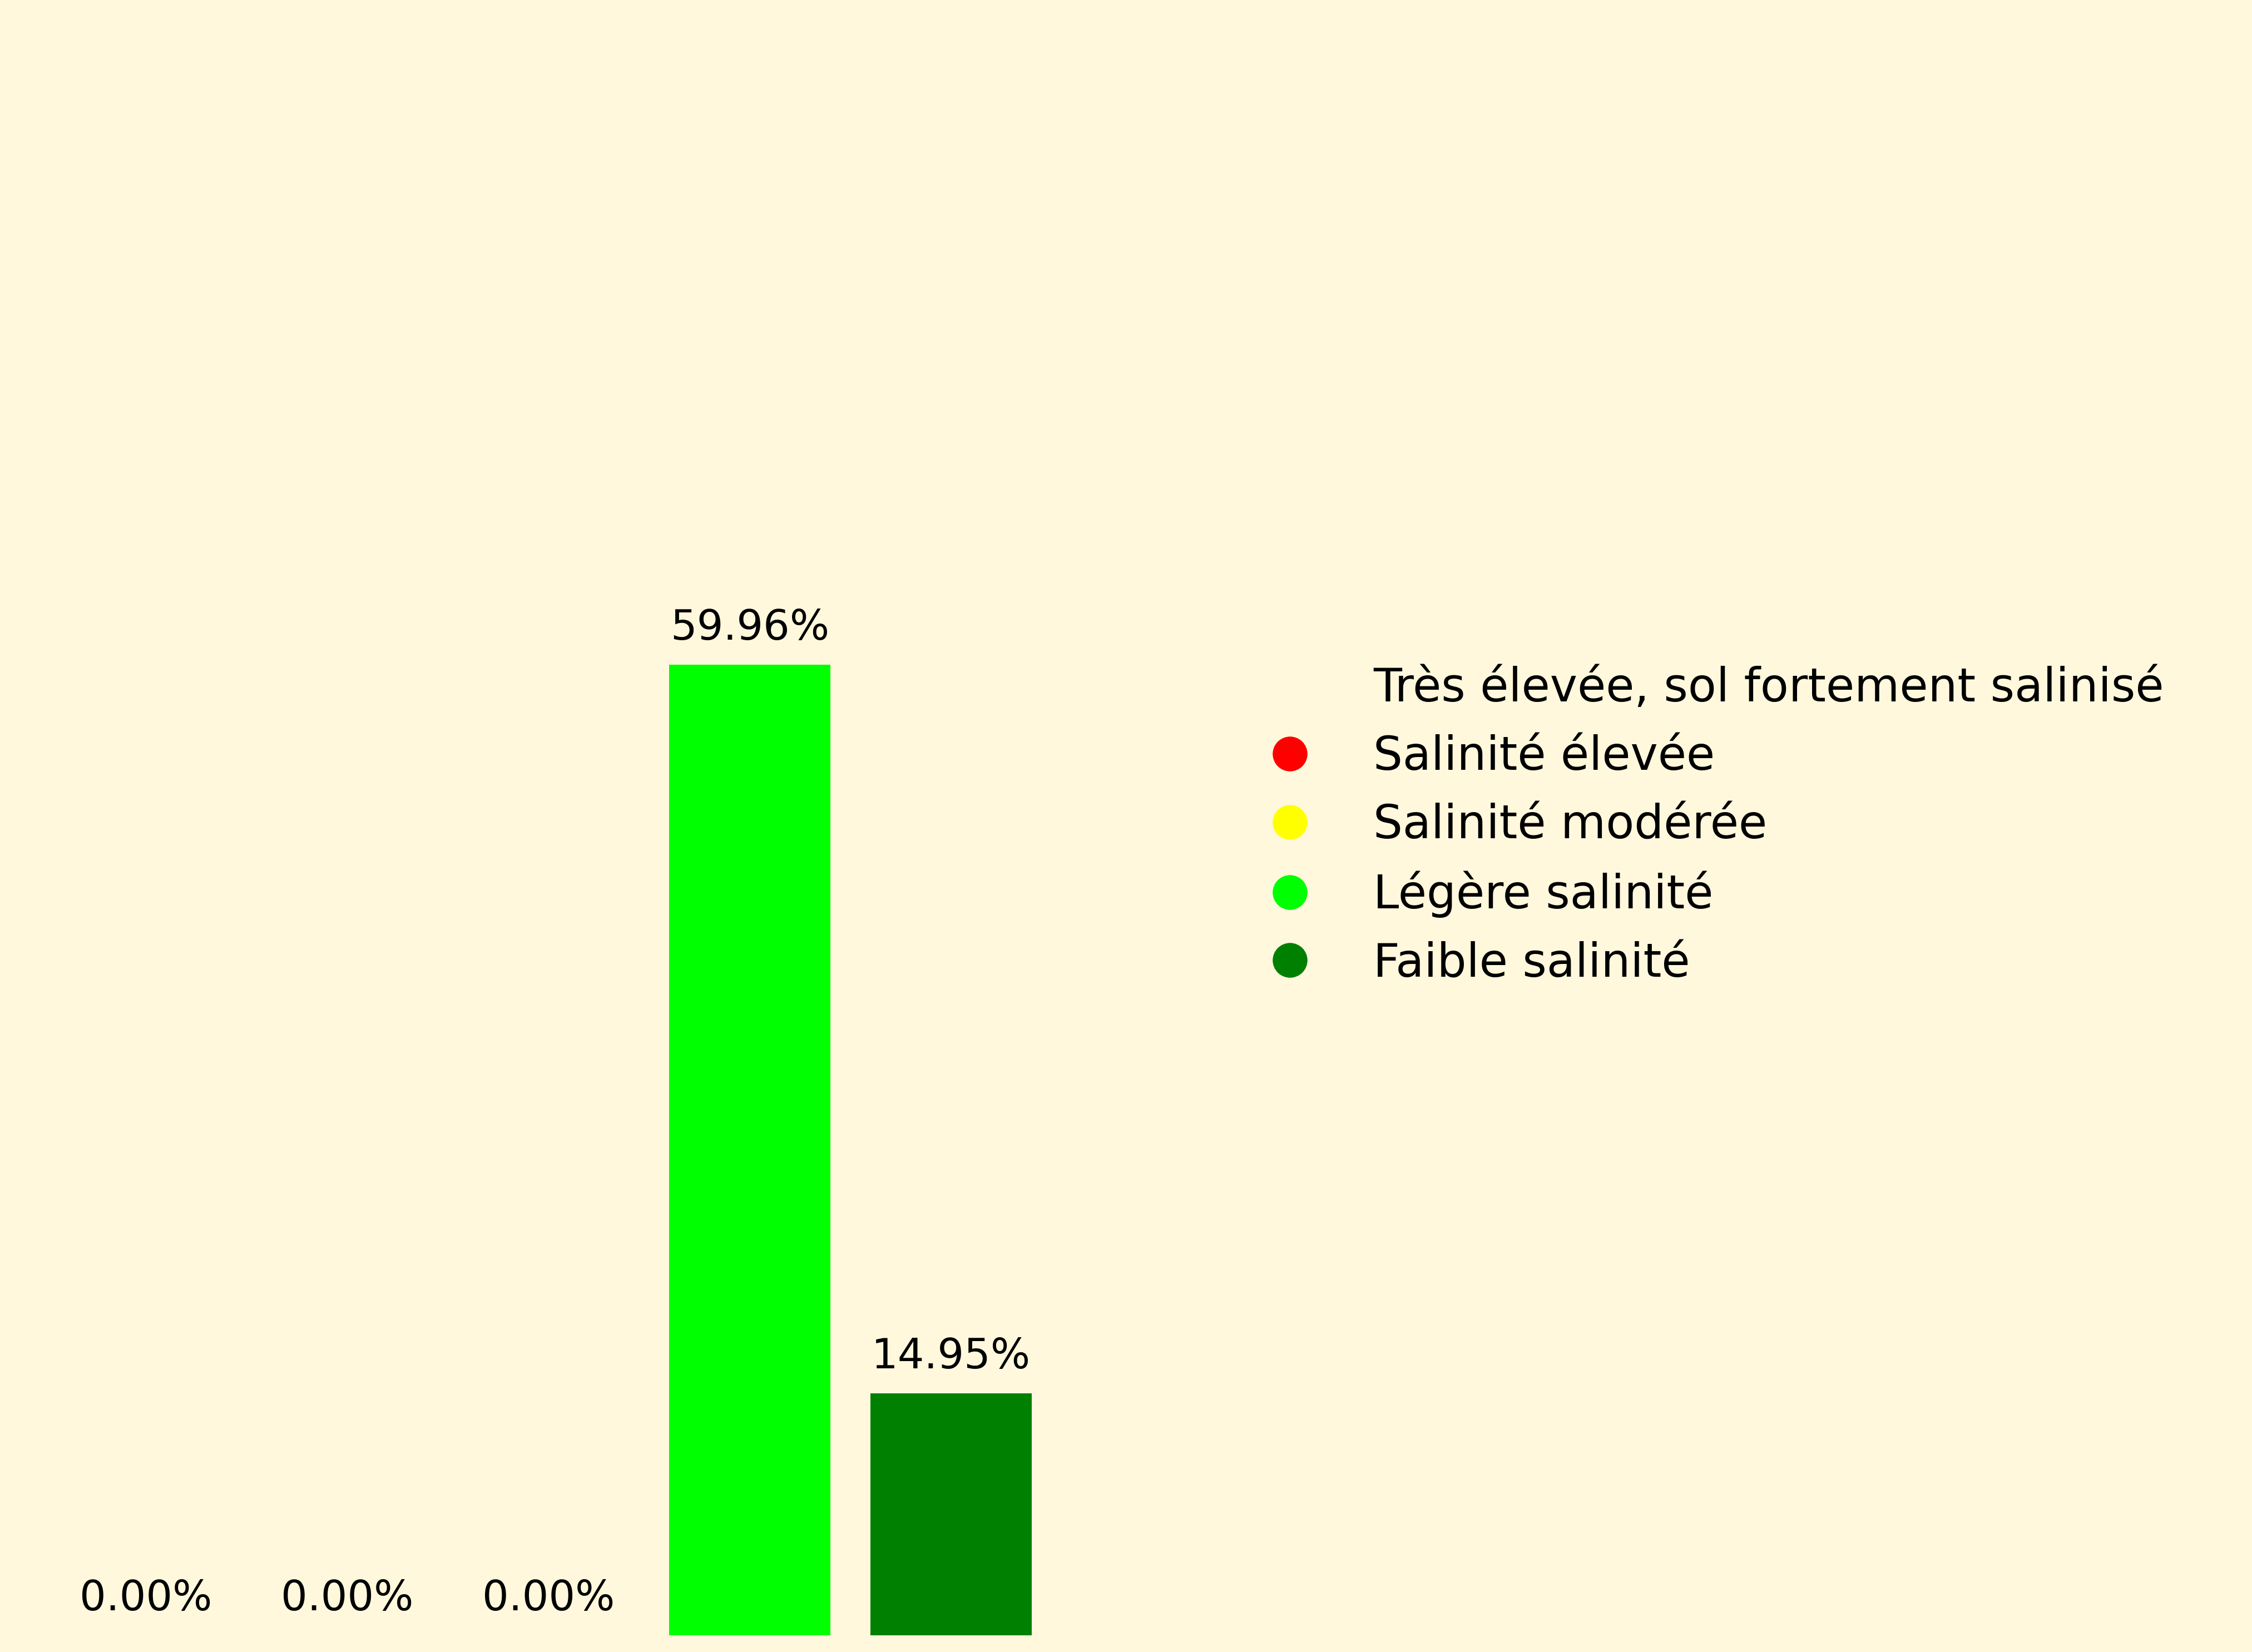 59.96%
14.95%
0.00%
0.00%
0.00%
Très élevée, sol fortement salinisé
Salinité élevée
Salinité modérée
Légère salinité
Faible salinité